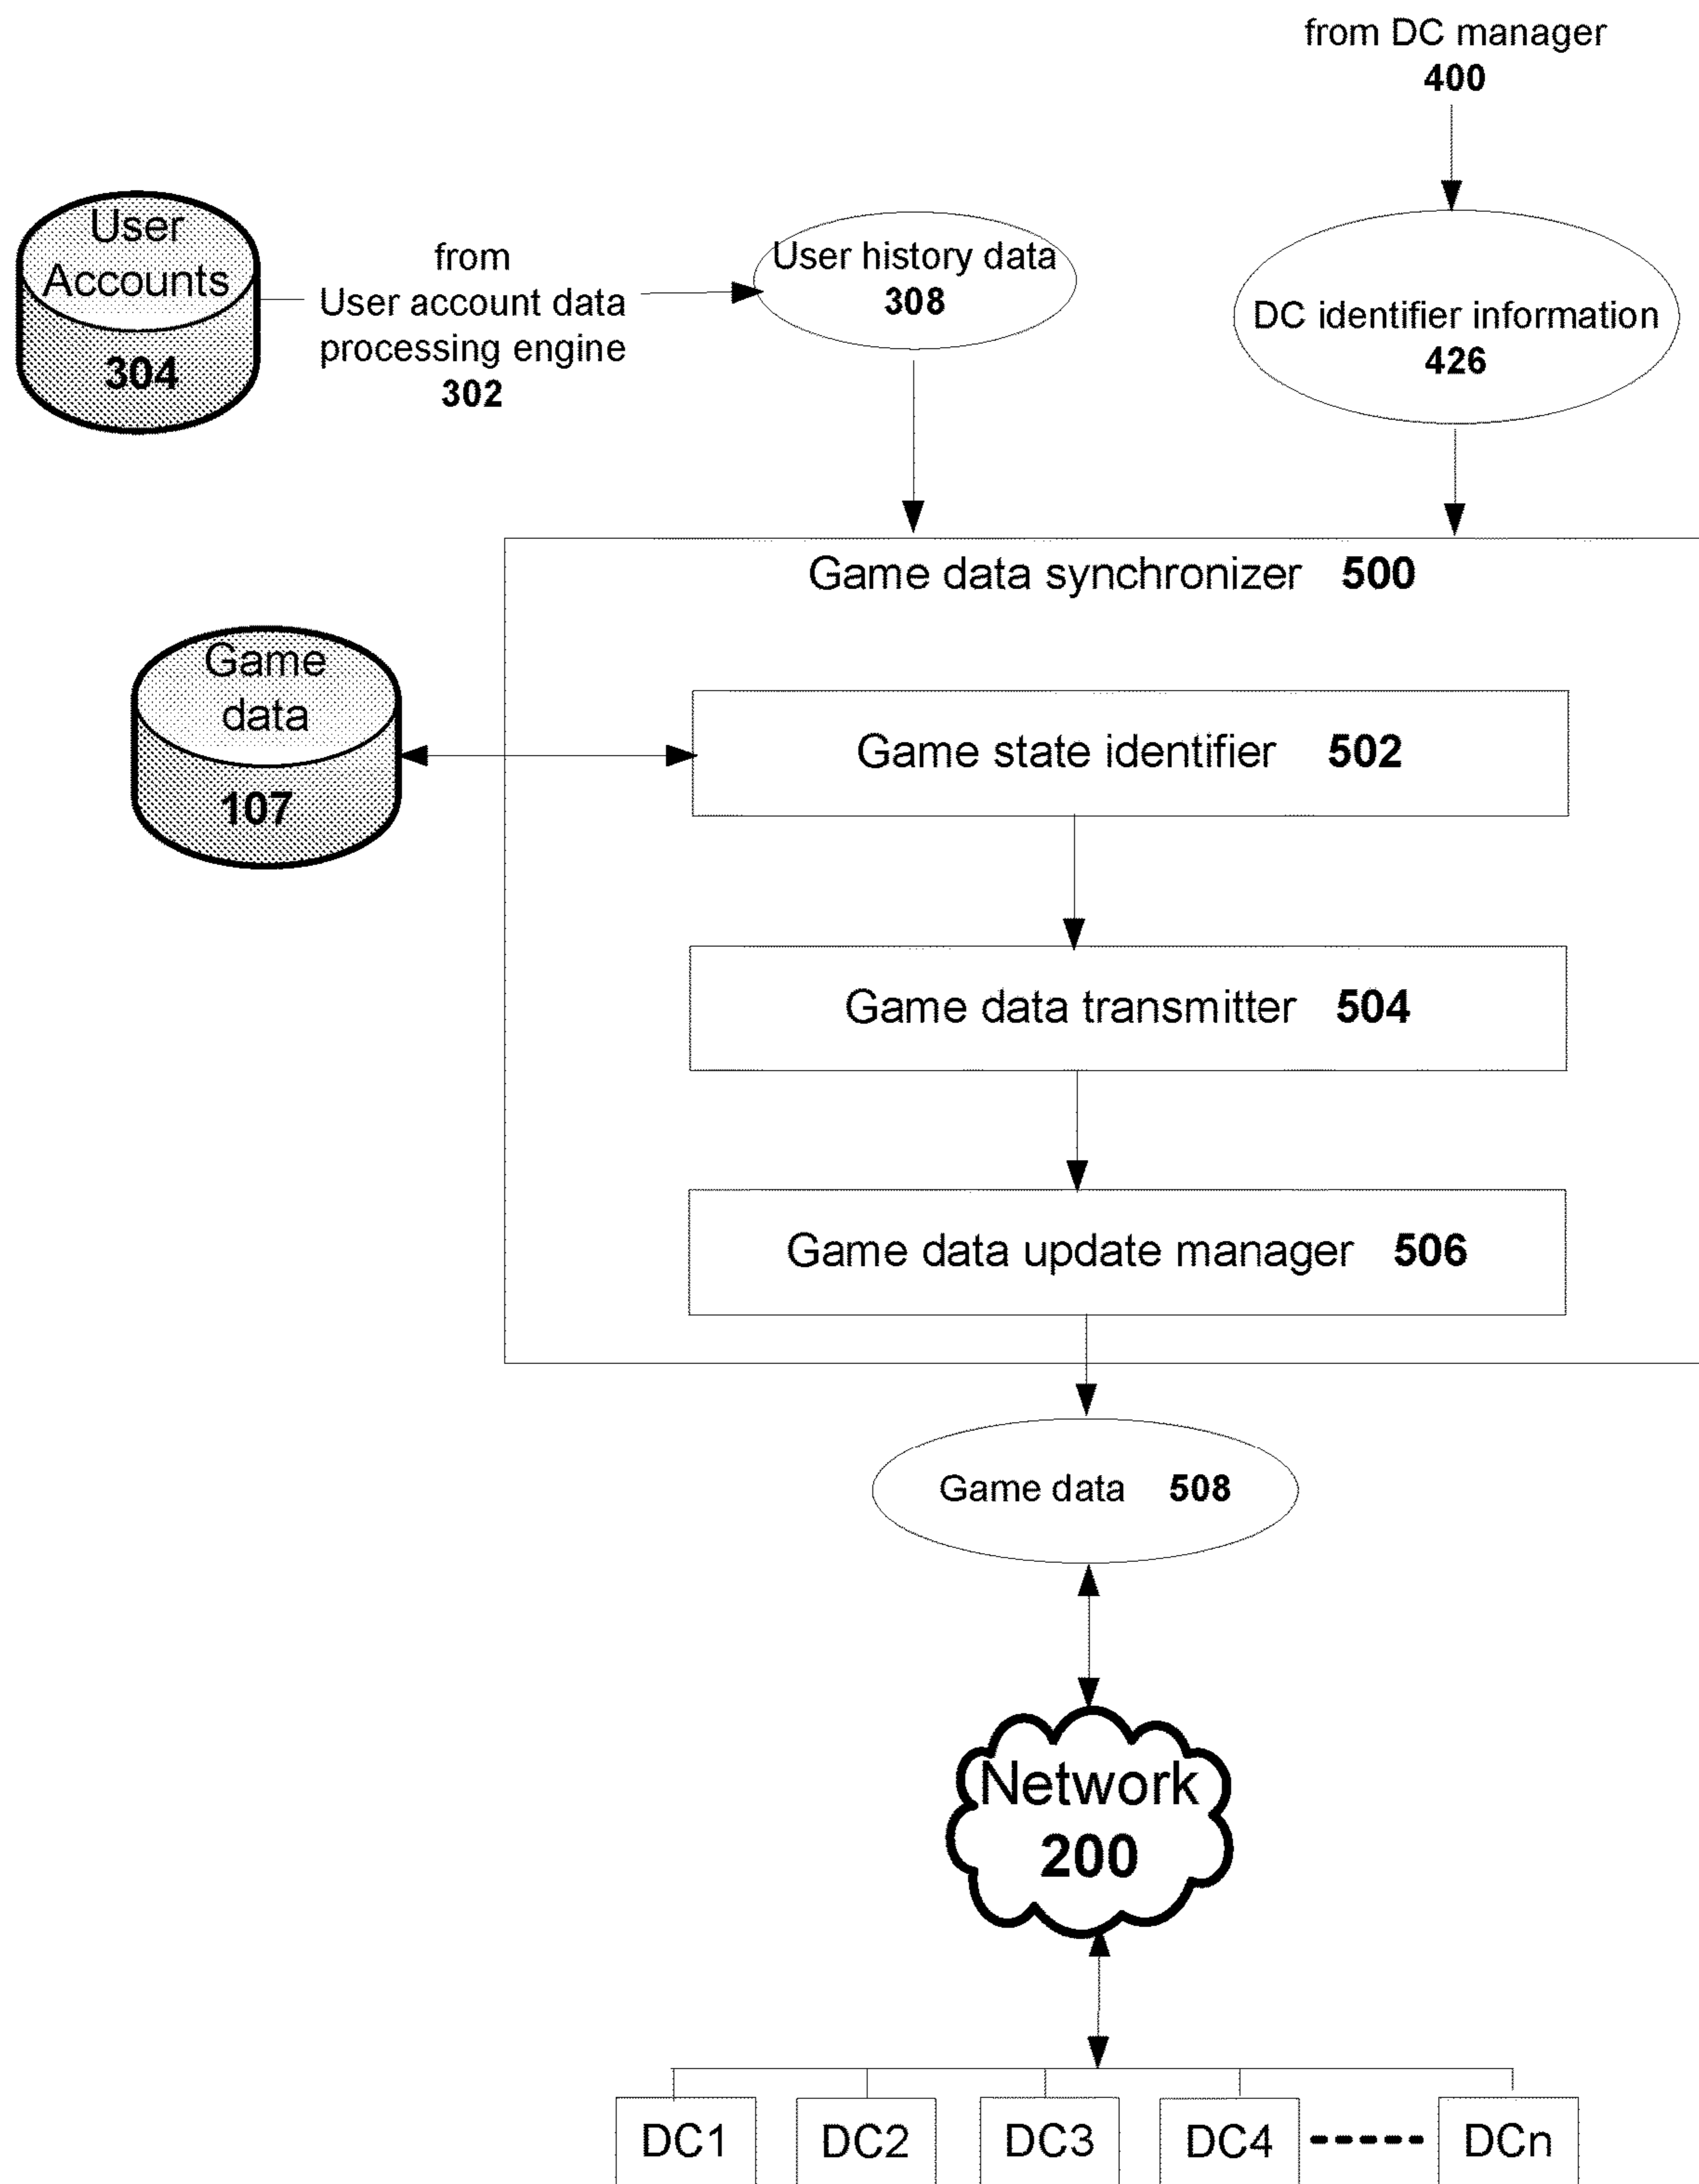 from DC manager
400
User
Accounts
304
from
User account data
processing engine
302
User history data
308
DC identifier information
426
Game data synchronizer 500
Game
data
107
Game state identifier 502
Game data transmitter 504
Game data update manager 506
Game data 508
Network
200
DC1 DC2 DC3 DC4 DCn